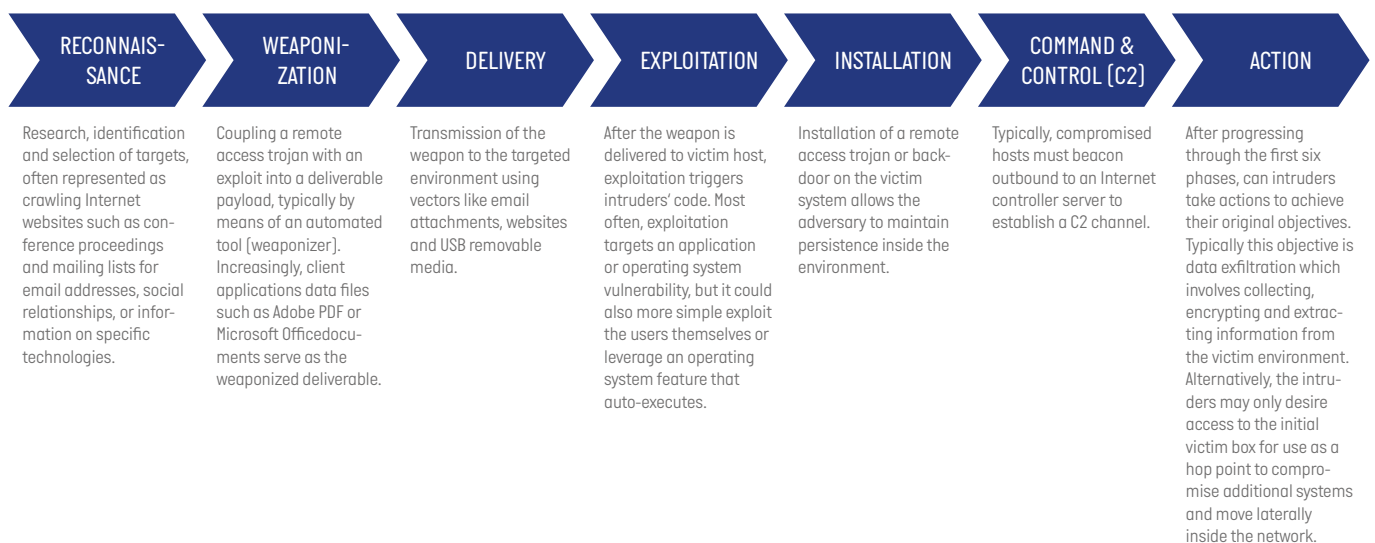 RECONNAIS-
SANCE
Research, identification
and selection of targets,
often represented as
crawling Internet
websites such as con-
ference proceedings
and mailing lists for
email addresses, social
relationships, or infor-
mation on specific
technologies.
WEAPONI-
ZATION
Coupling a remote
access trojan with an
exploit into a deliverable
payload, typically by
means of an automated
tool (weaponizer).
Increasingly, client
applications data files
such as Adobe PDF or
Microsoft Officedocu-
ments serve as the
weaponized deliverable.
DELIVERY
Transmission of the
weapon to the targeted
environment using
vectors like email
attachments, websites
and USB removable
media.
EXPLOITATION
After the weapon is
delivered to victim host,
exploitation triggers
intruders’ code. Most
often, exploitation
targets an application
or operating system
vulnerability, but it could
also more simple exploit
the users themselves or
leverage an operating
system feature that
auto-executes.
INSTALLATION
Installation of a remote
access trojan or back-
door on the victim
system allows the
adversary to maintain
persistence inside the
environment.
COMMAND &
CONTROL (C2)
Typically, compromised
hosts must beacon
outbound to an Internet
controller server to
establish a C2 channel.
ACTION
After progressing
through the first six
phases, can intruders
take actions to achieve
their original objectives.
Typically this objective is
data exfiltration which
involves collecting,
encrypting and extrac-
ting information from
the victim environment.
Alternatively, the intru-
ders may only desire
access to the initial
victim box for use as a
hop point to compro-
mise additional systems
and move laterally
inside the network.